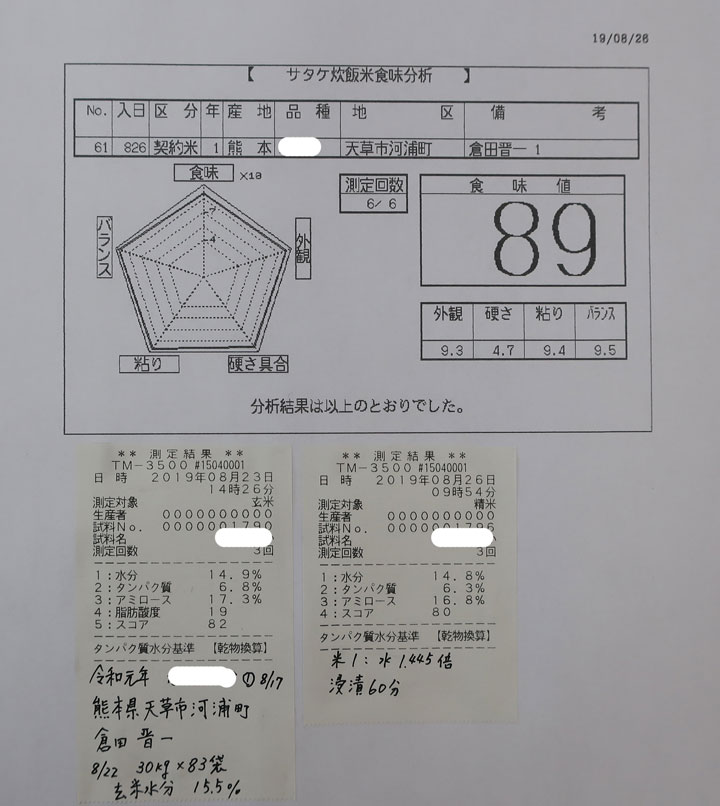 19/08/26
【 サタケ炊飯米食味分析 】
No. 入日 区分 年 産地 品種 地区 備考
61 826 契約米 1 熊本 天草市河浦町 倉田晋一 1
食味 ×10
7
4
バランス
外観
粘り
硬さ具合
測定回数
6/ 6
食味値
89
外観 硬さ 粘り バランス
9.3 4.7 9.4 9.5
分析結果は以上のとおりでした。
** 測定結果 **
TM-3500 #15040001
日時 2019年08月23日
14時26分
測定対象 玄米
生産者 0000000000
試料No. 0000001790
試料名
測定回数 3回
1:水分 14.9%
2:タンパク質 6.8%
3:アミロース 17.3%
4:脂肪酸度 19
5:スコア 82
タンパク質水分基準 【乾物換算】
令和元年 ① 8/17
熊本県天草市河浦町
倉田 晋一
8/22 30kg×83袋
玄米水分 15.5%
** 測定結果 **
TM-3500 #15040001
日時 2019年08月26日
09時54分
測定対象 精米
生産者 0000000000
試料No. 0000001796
試料名
測定回数 3回
1:水分 14.8%
2:タンパク質 6.3%
3:アミロース 16.8%
4:スコア 80
タンパク質水分基準 【乾物換算】
米1:水1.445倍
浸漬60分